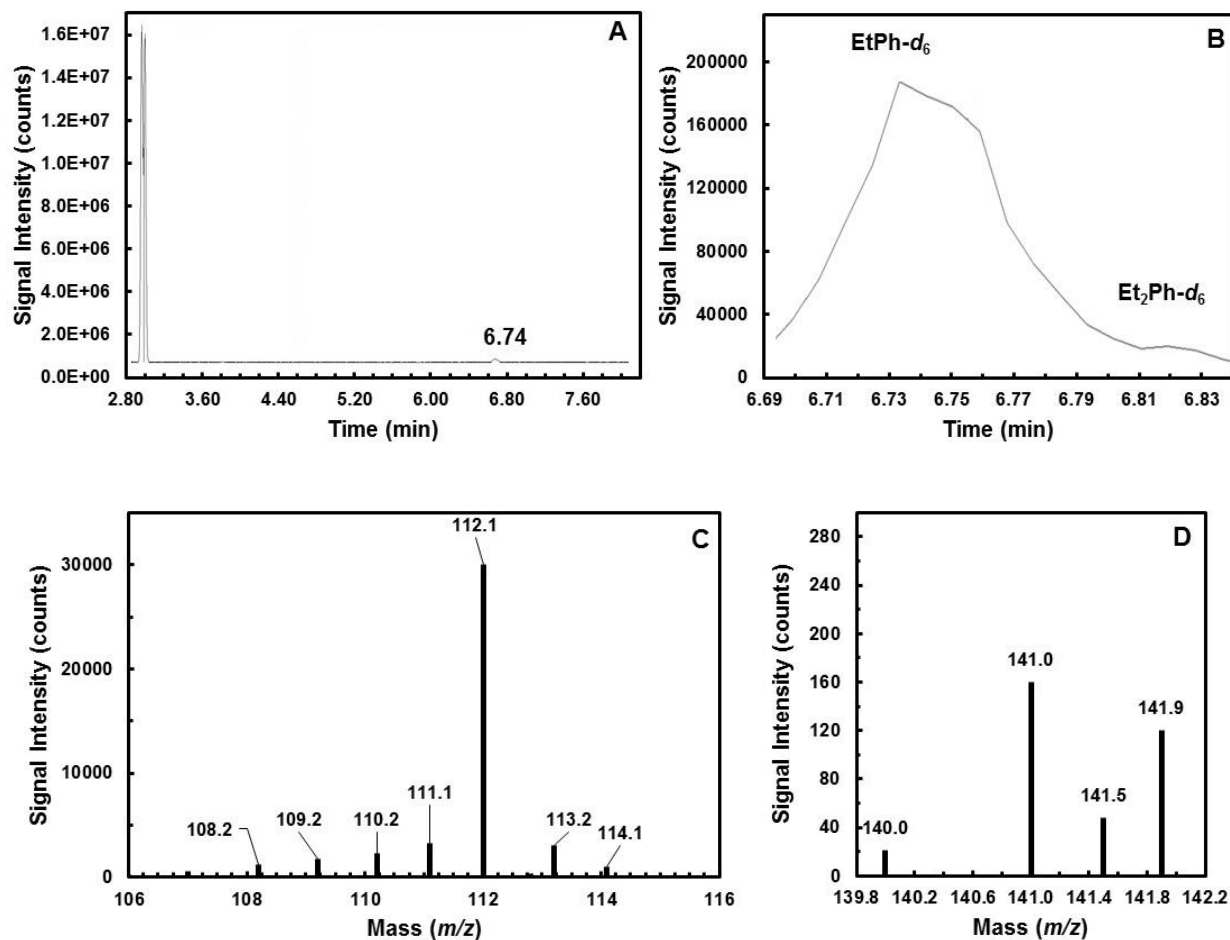 A
Signal Intensity (counts)
1.6E+07
1.4E+07
1.2E+07
1.0E+07
8.0E+06
6.0E+06
4.0E+06
2.0E+06
0.0E+00
6.74
2.80 3.60 4.40 5.20 6.00 6.80 7.60
Time (min)
B
EtPh-d6
Et2Ph-d6
Signal Intensity (counts)
200000
160000
120000
80000
40000
0
6.69 6.71 6.73 6.75 6.77 6.79 6.81 6.83
Time (min)
C
Signal Intensity (counts)
30000
20000
10000
0
108.2
109.2
110.2
111.1
112.1
113.2
114.1
106 108 110 112 114 116
Mass (m/z)
D
Signal Intensity (counts)
280
240
200
160
120
80
40
0
140.0
141.0
141.5
141.9
139.8 140.2 140.6 141.0 141.4 141.8 142.2
Mass (m/z)